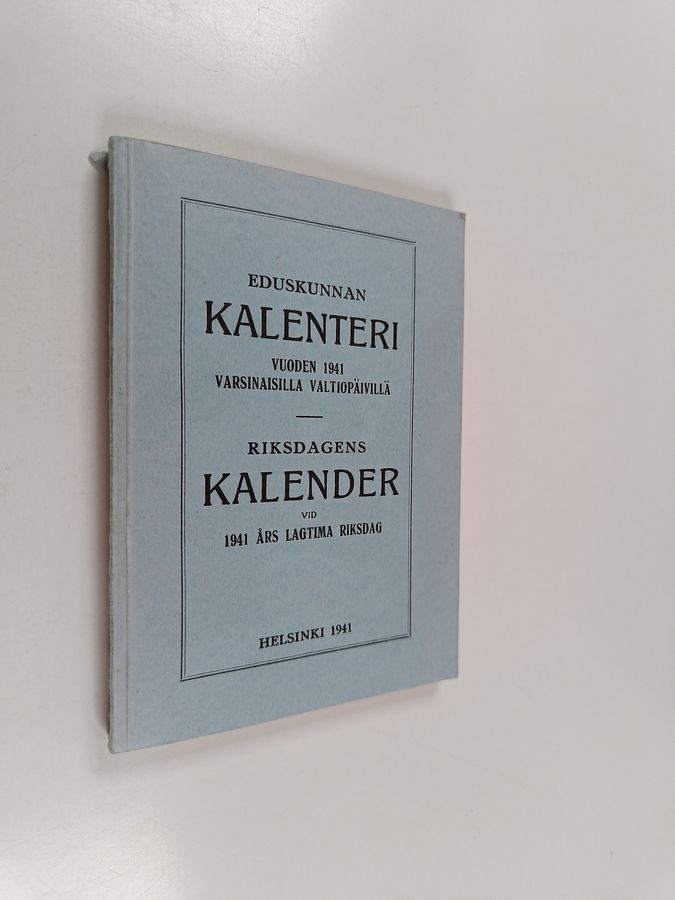 EDUSKUNNAN
KALENTERI
VUODEN 1941
VARSINAISILLA VALTIOPÄIVILLÄ
RIKSDAGENS
KALENDER
VID
1941 ÅRS LAGTIMA RIKSDAG
HELSINKI 1941